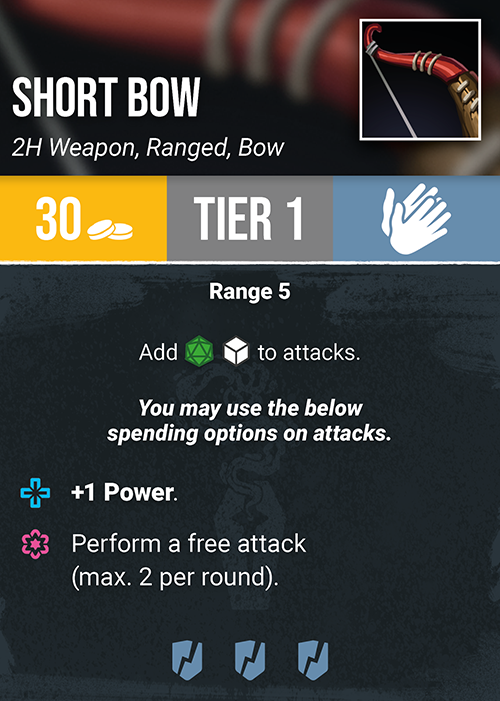 SHORT BOW
2H Weapon, Ranged, Bow
30 TIER 1
Range 5
Add to attacks.
You may use the below
spending options on attacks.
+1 Power.
Perform a free attack
(max. 2 per round).